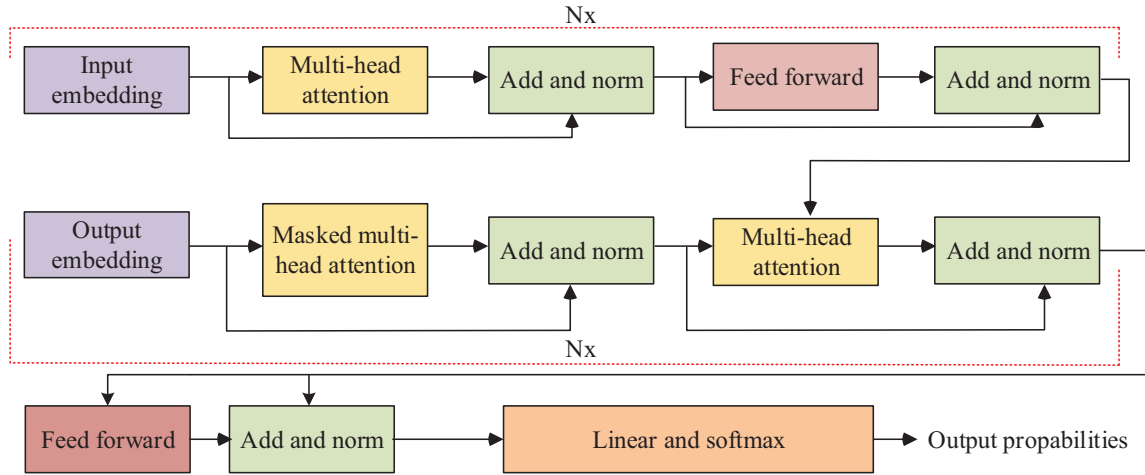 Nx
Input
embedding
Multi-head
attention
Add and norm
Feed forward
Add and norm
Output
embedding
Masked multi-
head attention
Add and norm
Multi-head
attention
Add and norm
Nx
Feed forward
Add and norm
Linear and softmax
Output propabilities